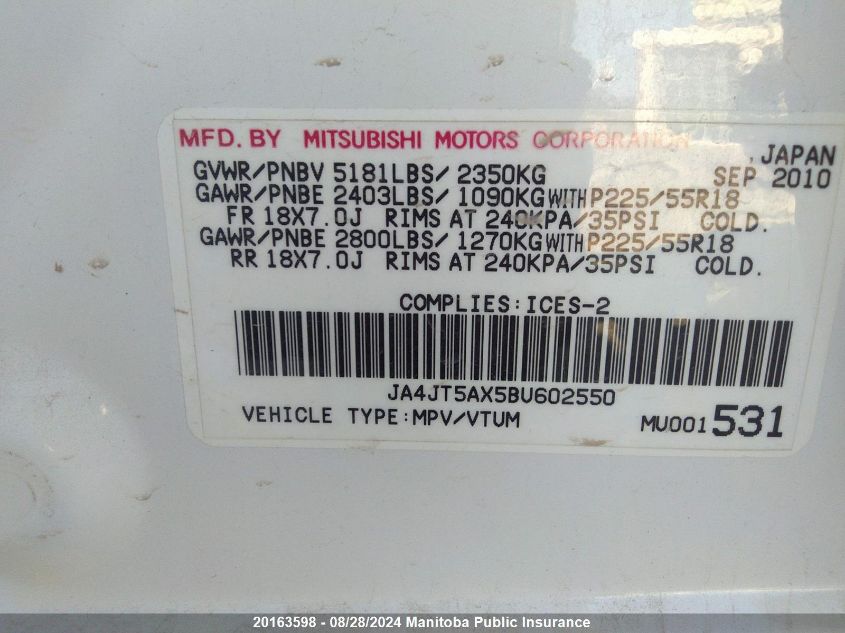 MFD. BY MITSUBISHI MOTORS CORPORATION , JAPAN
GVWR/PNBV 5181LBS/ 2350KG SEP 2010
GAWR/PNBE 2403LBS/ 1090KG WITH P225/55R18
FR 18X7.0J RIMS AT 240KPA/35PSI COLD.
GAWR/PNBE 2800LBS/ 1270KG WITH P225/55R18
RR 18X7.0J RIMS AT 240KPA/35PSI COLD.
COMPLIES:ICES-2
JA4JT5AX5BU602550
VEHICLE TYPE:MPV/VTUM MU001 531
20163598 - 08/28/2024 Manitoba Public Insurance